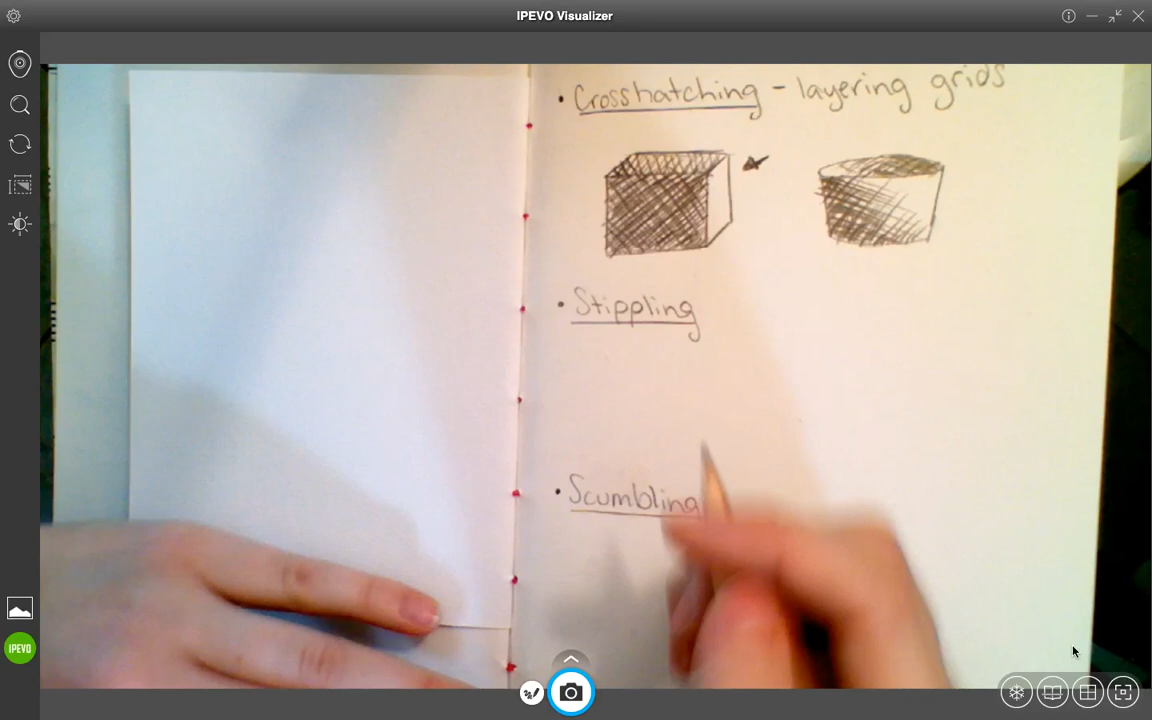 IPEVO Visualizer
• Crosshatching - layering grids
• Stippling
• Scumbling
IPEVO